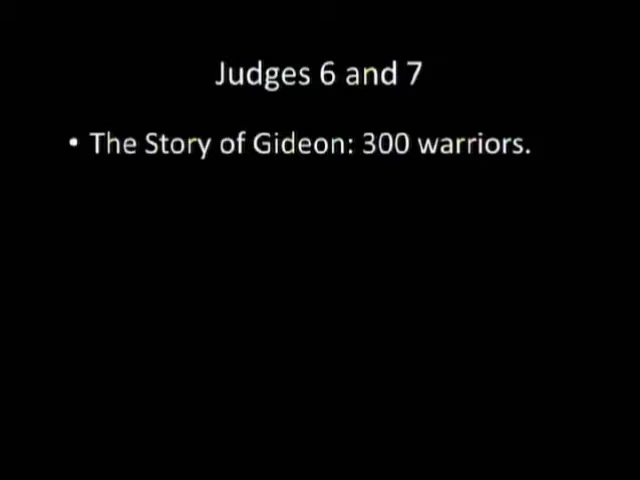 Judges 6 and 7
• The Story of Gideon: 300 warriors.